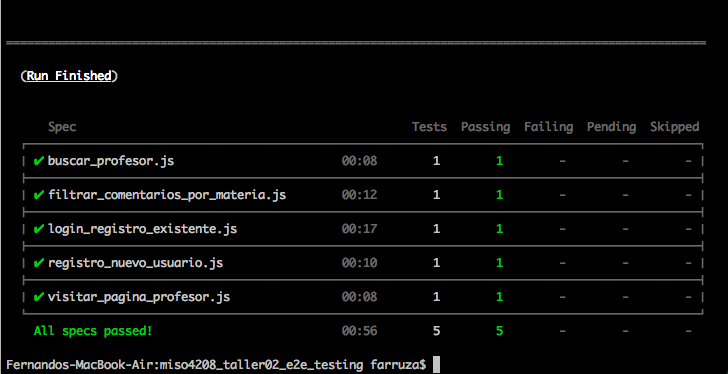 (Run Finished)
Spec Tests Passing Failing Pending Skipped
✔ buscar_profesor.js 00:08 1 1 - - -
✔ filtrar_comentarios_por_materia.js 00:12 1 1 - - -
✔ login_registro_existente.js 00:17 1 1 - - -
✔ registro_nuevo_usuario.js 00:10 1 1 - - -
✔ visitar_pagina_profesor.js 00:08 1 1 - - -
All specs passed! 00:56 5 5 - - -
Fernandos-MacBook-Air:miso4208_taller02_e2e_testing farruza$